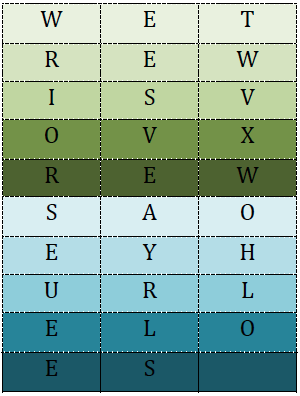 W E T
R E W
I S V
O V X
R E W
S A O
E Y H
U R L
E L O
E S